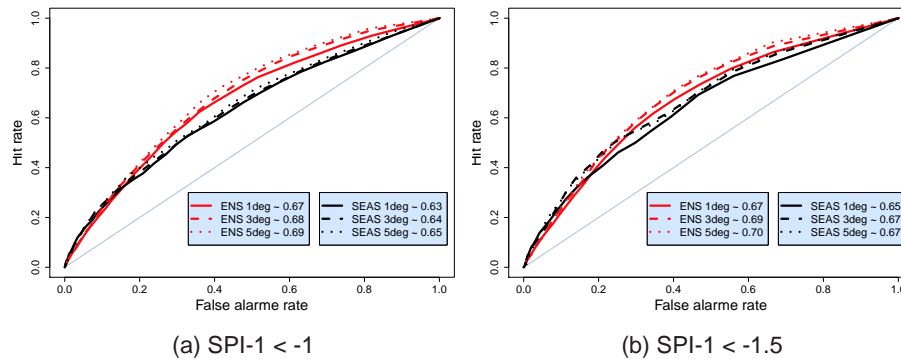 1.0
0.8
0.6
0.4
0.2
0.0
Hit rate
0.0 0.2 0.4 0.6 0.8 1.0
False alarme rate
ENS 1deg ~ 0.67
ENS 3deg ~ 0.68
ENS 5deg ~ 0.69
SEAS 1deg ~ 0.63
SEAS 3deg ~ 0.64
SEAS 5deg ~ 0.65
(a) SPI-1 < -1
1.0
0.8
0.6
0.4
0.2
0.0
Hit rate
0.0 0.2 0.4 0.6 0.8 1.0
False alarme rate
ENS 1deg ~ 0.67
ENS 3deg ~ 0.69
ENS 5deg ~ 0.70
SEAS 1deg ~ 0.65
SEAS 3deg ~ 0.67
SEAS 5deg ~ 0.67
(b) SPI-1 < -1.5